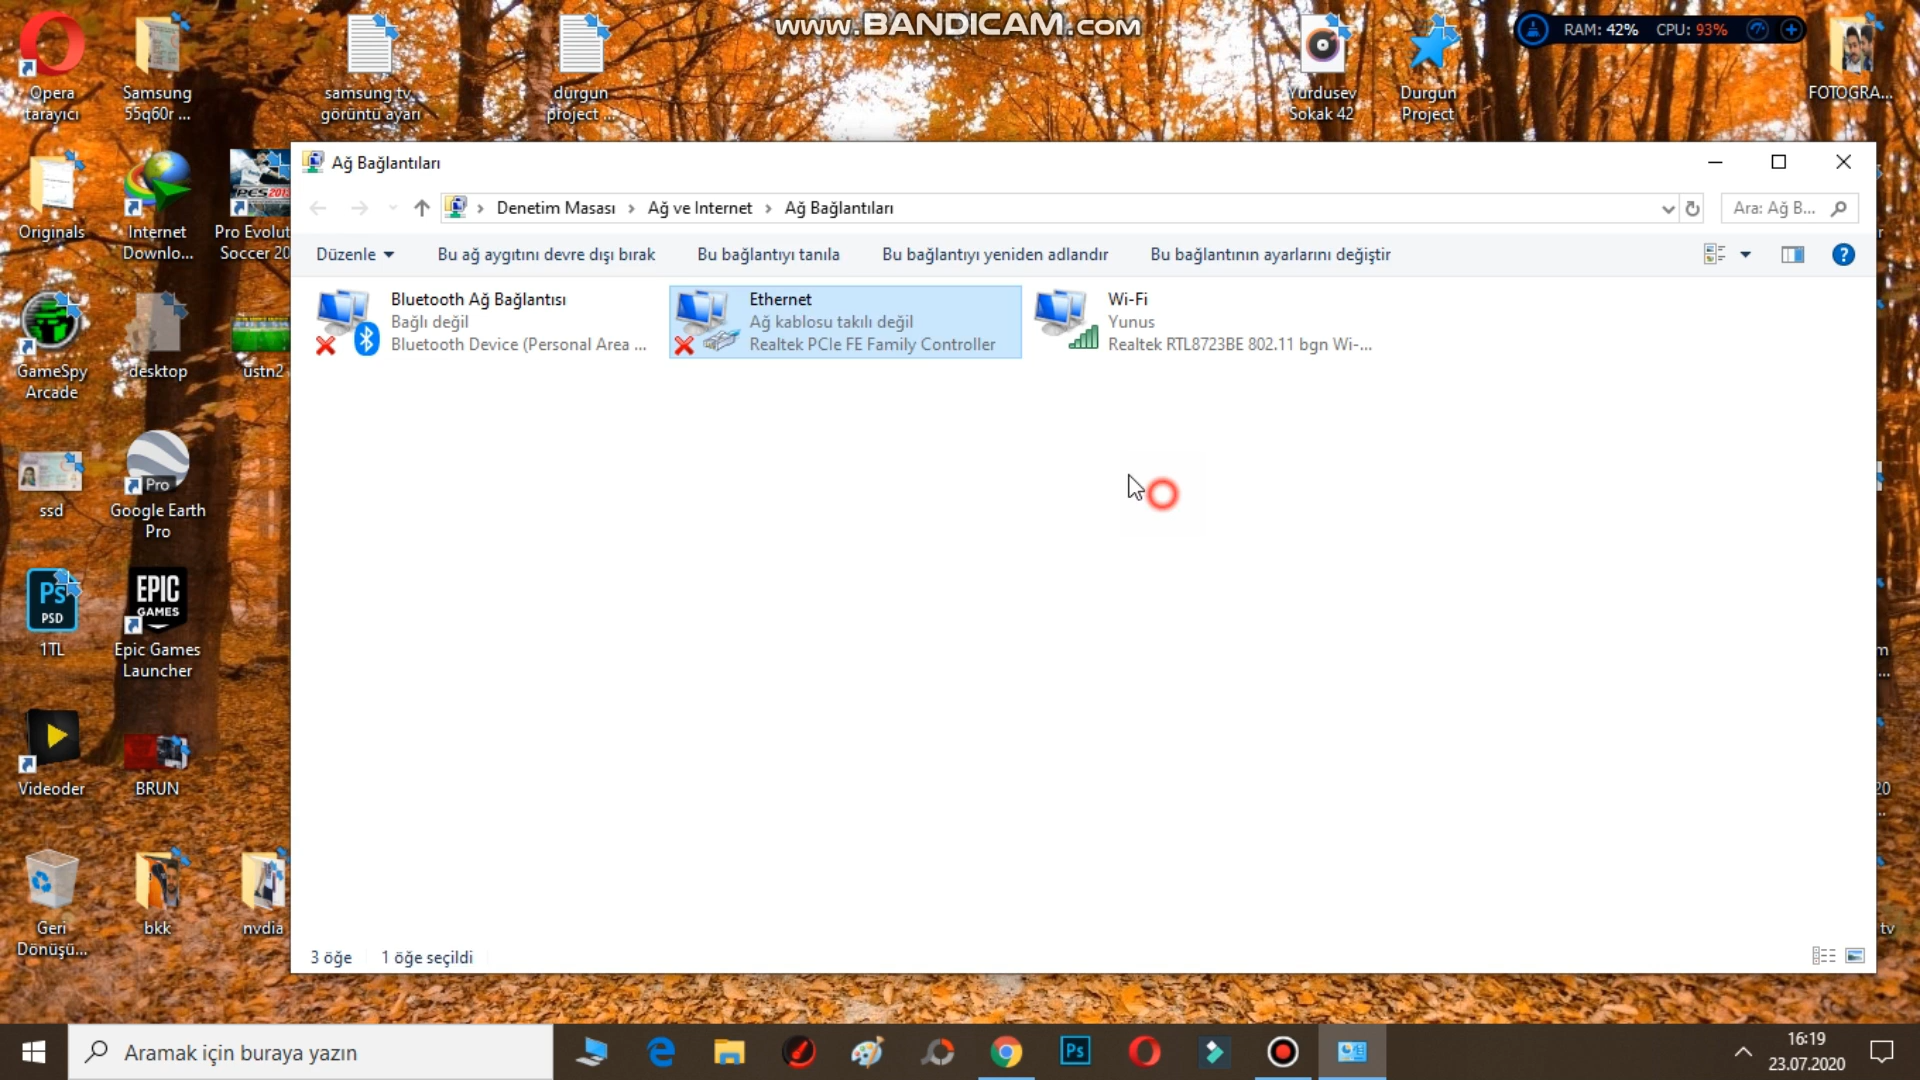 www.BANDICAM.com
RAM: 42% CPU: 93%
Opera
tarayıcı
Samsung
55q60r ...
samsung tv
görüntü ayarı
durgun
project ...
Yurdusev
Sokak 42
Durgun
Project
FOTOGRA...
Ağ Bağlantıları
Denetim Masası > Ağ ve Internet > Ağ Bağlantıları
Ara: Ağ B...
Düzenle
Bu ağ aygıtını devre dışı bırak
Bu bağlantıyı tanıla
Bu bağlantıyı yeniden adlandır
Bu bağlantının ayarlarını değiştir
Bluetooth Ağ Bağlantısı
Bağlı değil
Bluetooth Device (Personal Area ...
Ethernet
Ağ kablosu takılı değil
Realtek PCIe FE Family Controller
Wi-Fi
Yunus
Realtek RTL8723BE 802.11 bgn Wi-...
Originals
Internet
Downlo...
PES2013
Pro Evolut
Soccer 20
GameSpy
Arcade
desktop
ustn2
ssd
Pro
Google Earth
Pro
Ps
PSD
1TL
EPIC
GAMES
Epic Games
Launcher
Videoder
BRUN
Geri
Dönüşü...
bkk
nvdia
r
m
...
20
..
tv
3 öğe
1 öğe seçildi
Aramak için buraya yazın
Ps
16:19
23.07.2020